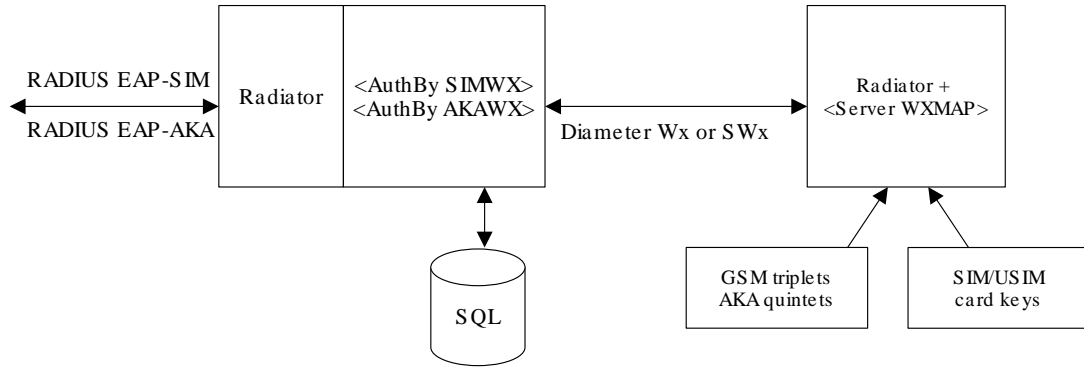 RADIUS EAP-SIM
RADIUS EAP-AKA
Radiator
<AuthBy SIMWX>
<AuthBy AKAWX>
Diameter Wx or SWx
Radiator +
<Server WXMAP>
SQL
GSM triplets
AKA quintets
SIM/USIM
card keys